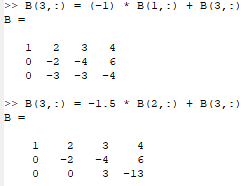 >> B(3,:) = (-1) * B(1,:) + B(3,:)
B =
1 2 3 4
0 -2 -4 6
0 -3 -3 -4
>> B(3,:) = -1.5 * B(2,:) + B(3,:)
B =
1 2 3 4
0 -2 -4 6
0 0 3 -13